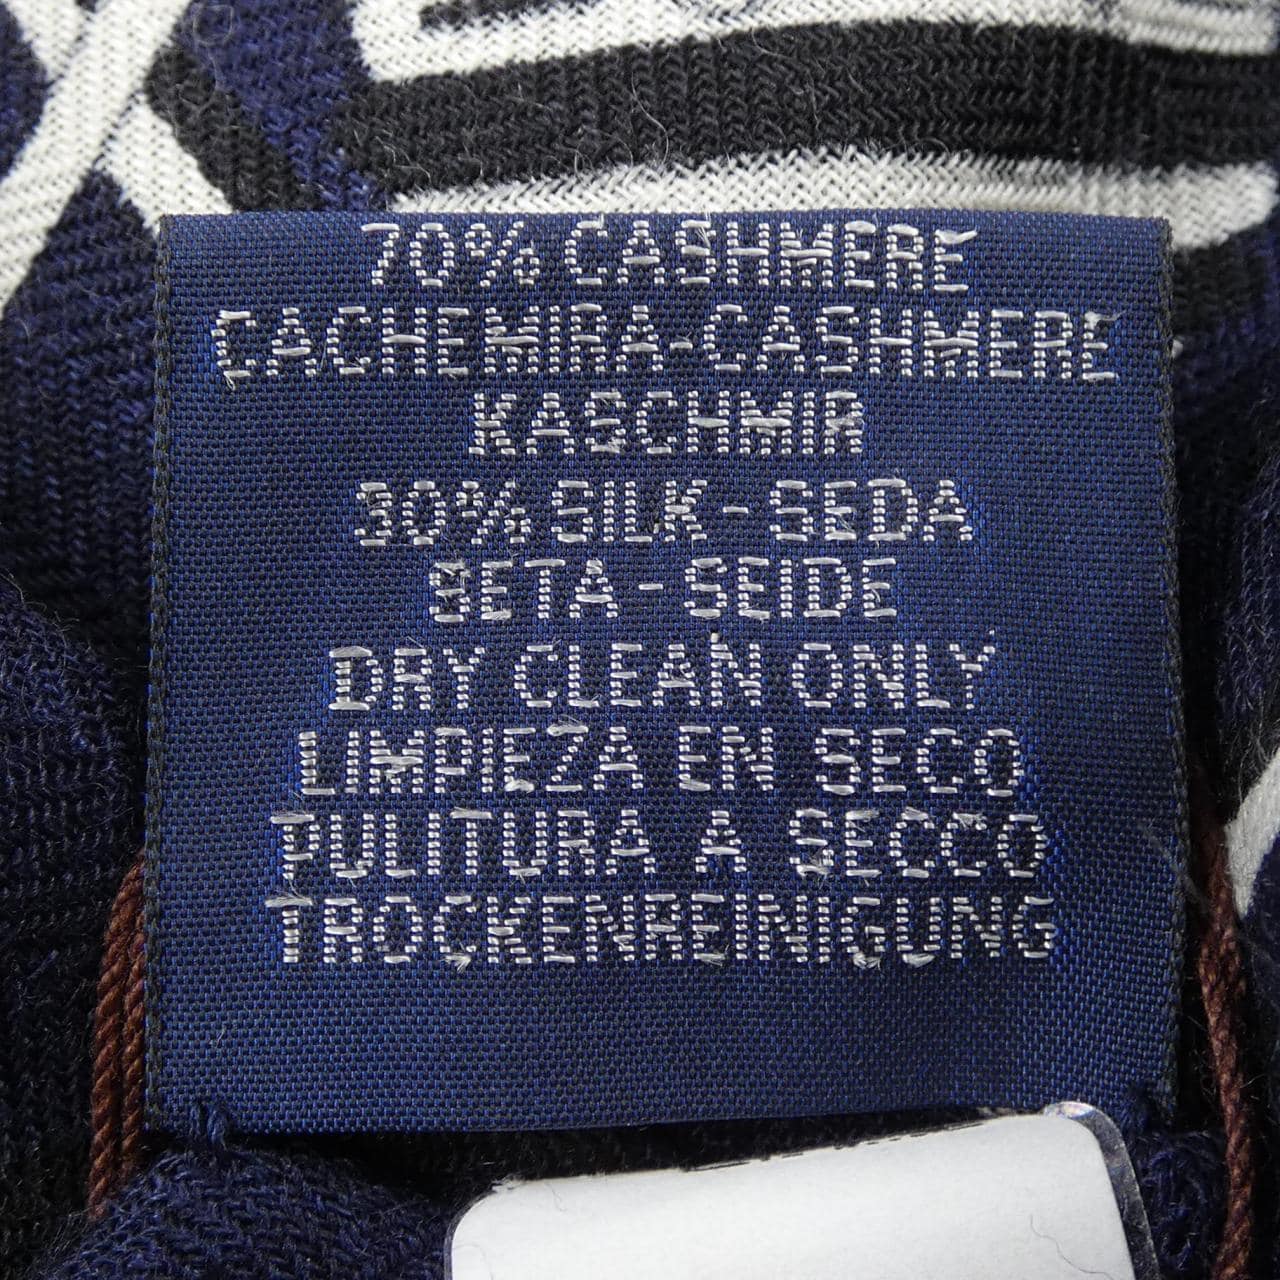 70% CASHMERE
CACHEMIRA-CASHMERE
KASCHMIR
30% SILK - SEDA
SETA - SEIDE
DRY CLEAN ONLY
LIMPIEZA EN SECO
PULITURA A SECCO
TROCKENREINIGUNG